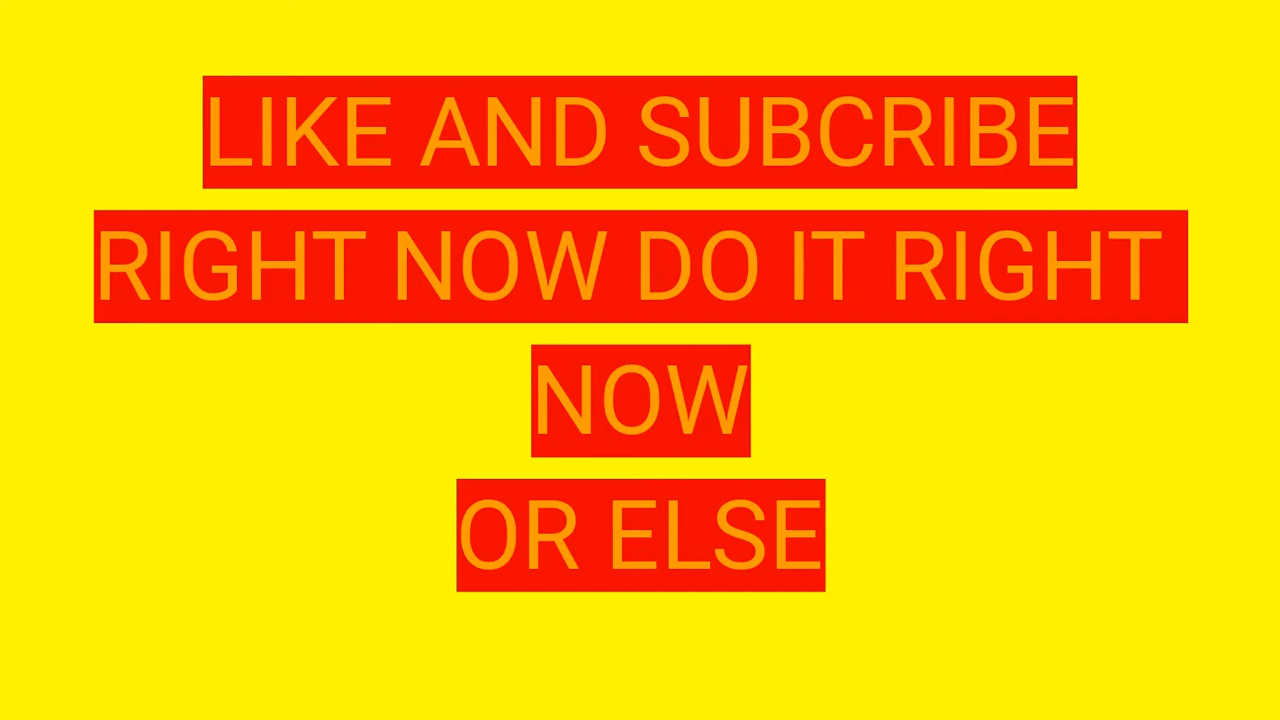 LIKE AND SUBCRIBE
RIGHT NOW DO IT RIGHT
NOW
OR ELSE